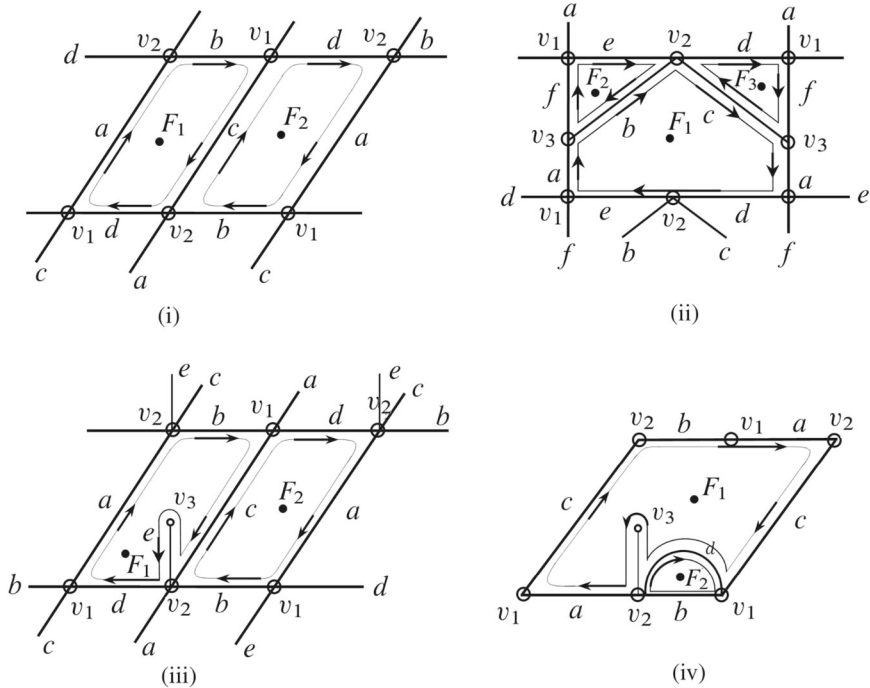 v2 b v1 d v2 b
d
a F1 c F2 a
v1 d v2 b v1
c a c
(i)
a a
v1 e v2 d v1
F2 F3
f f
b F1 c
v3 v3
a a
d v1 e v2 d e
f b c f
(ii)
e c a e c
v2 b v1 d v2 b
a v3 c F2 a
e
F1
b v1 d v2 b v1 d
c a e
(iii)
v2 b v1 a v2
c F1 c
v3 d
F2
v1 a v2 b v1
(iv)